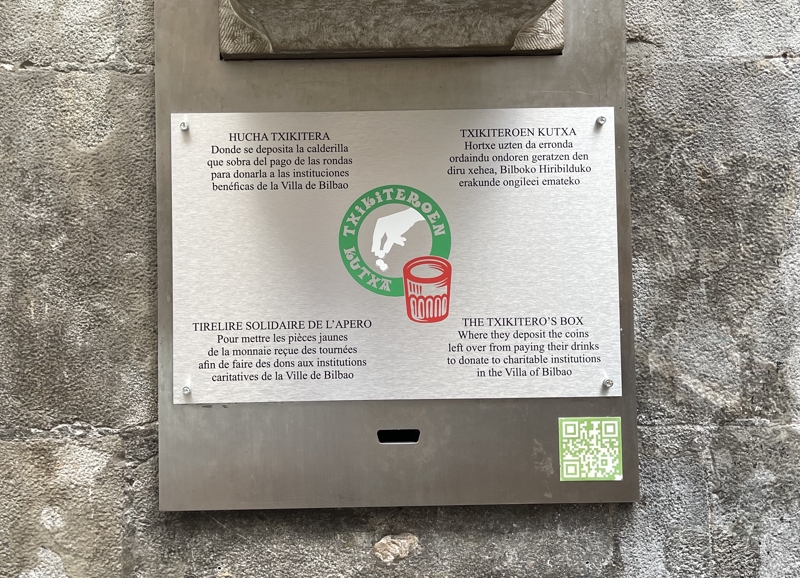 HUCHA TXIKITERA
Donde se deposita la calderilla
que sobra del pago de las rondas
para donarla a las instituciones
benéficas de la Villa de Bilbao
TXIKITEROEN KUTXA
Hortxe uzten da erronda
ordaindu ondoren geratzen den
diru xehea, Bilboko Hiribilduko
erakunde ongileei emateko
TXIKITEROEN
KUTXA
TIRELIRE SOLIDAIRE DE L'APERO
Pour mettre les pièces jaunes
de la monnaie reçue des tournées
afin de faire des dons aux institutions
caritatives de la Ville de Bilbao
THE TXIKITERO'S BOX
Where they deposit the coins
left over from paying their drinks
to donate to charitable institutions
in the Villa of Bilbao